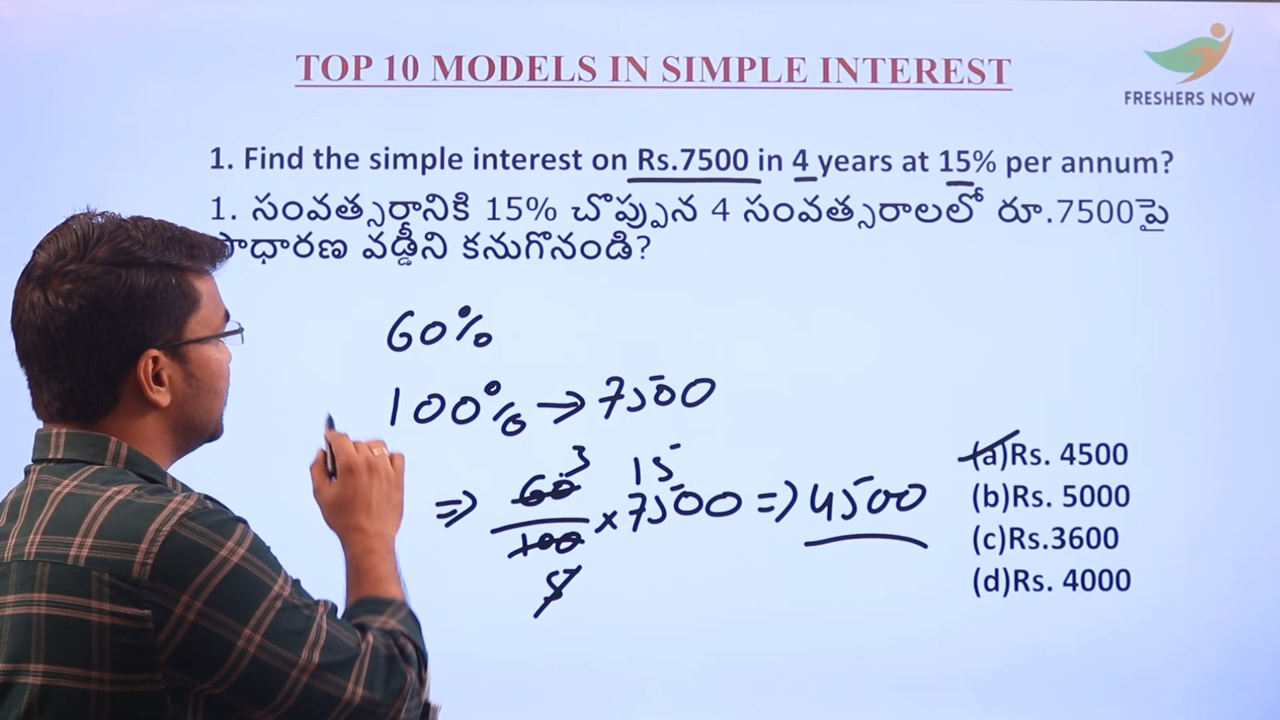 TOP 10 MODELS IN SIMPLE INTEREST
FRESHERS NOW
1. Find the simple interest on Rs.7500 in 4 years at 15% per annum?
1. సంవత్సరానికి 15% చొప్పున 4 సంవత్సరాలలో రూ.7500పై
సాధారణ వడ్డీని కనుగొనండి?
60%
100% → 7500
3 15
⇒ 60/100 × 7500 ⇒ 4500
5
(a)Rs. 4500
(b)Rs. 5000
(c)Rs.3600
(d)Rs. 4000